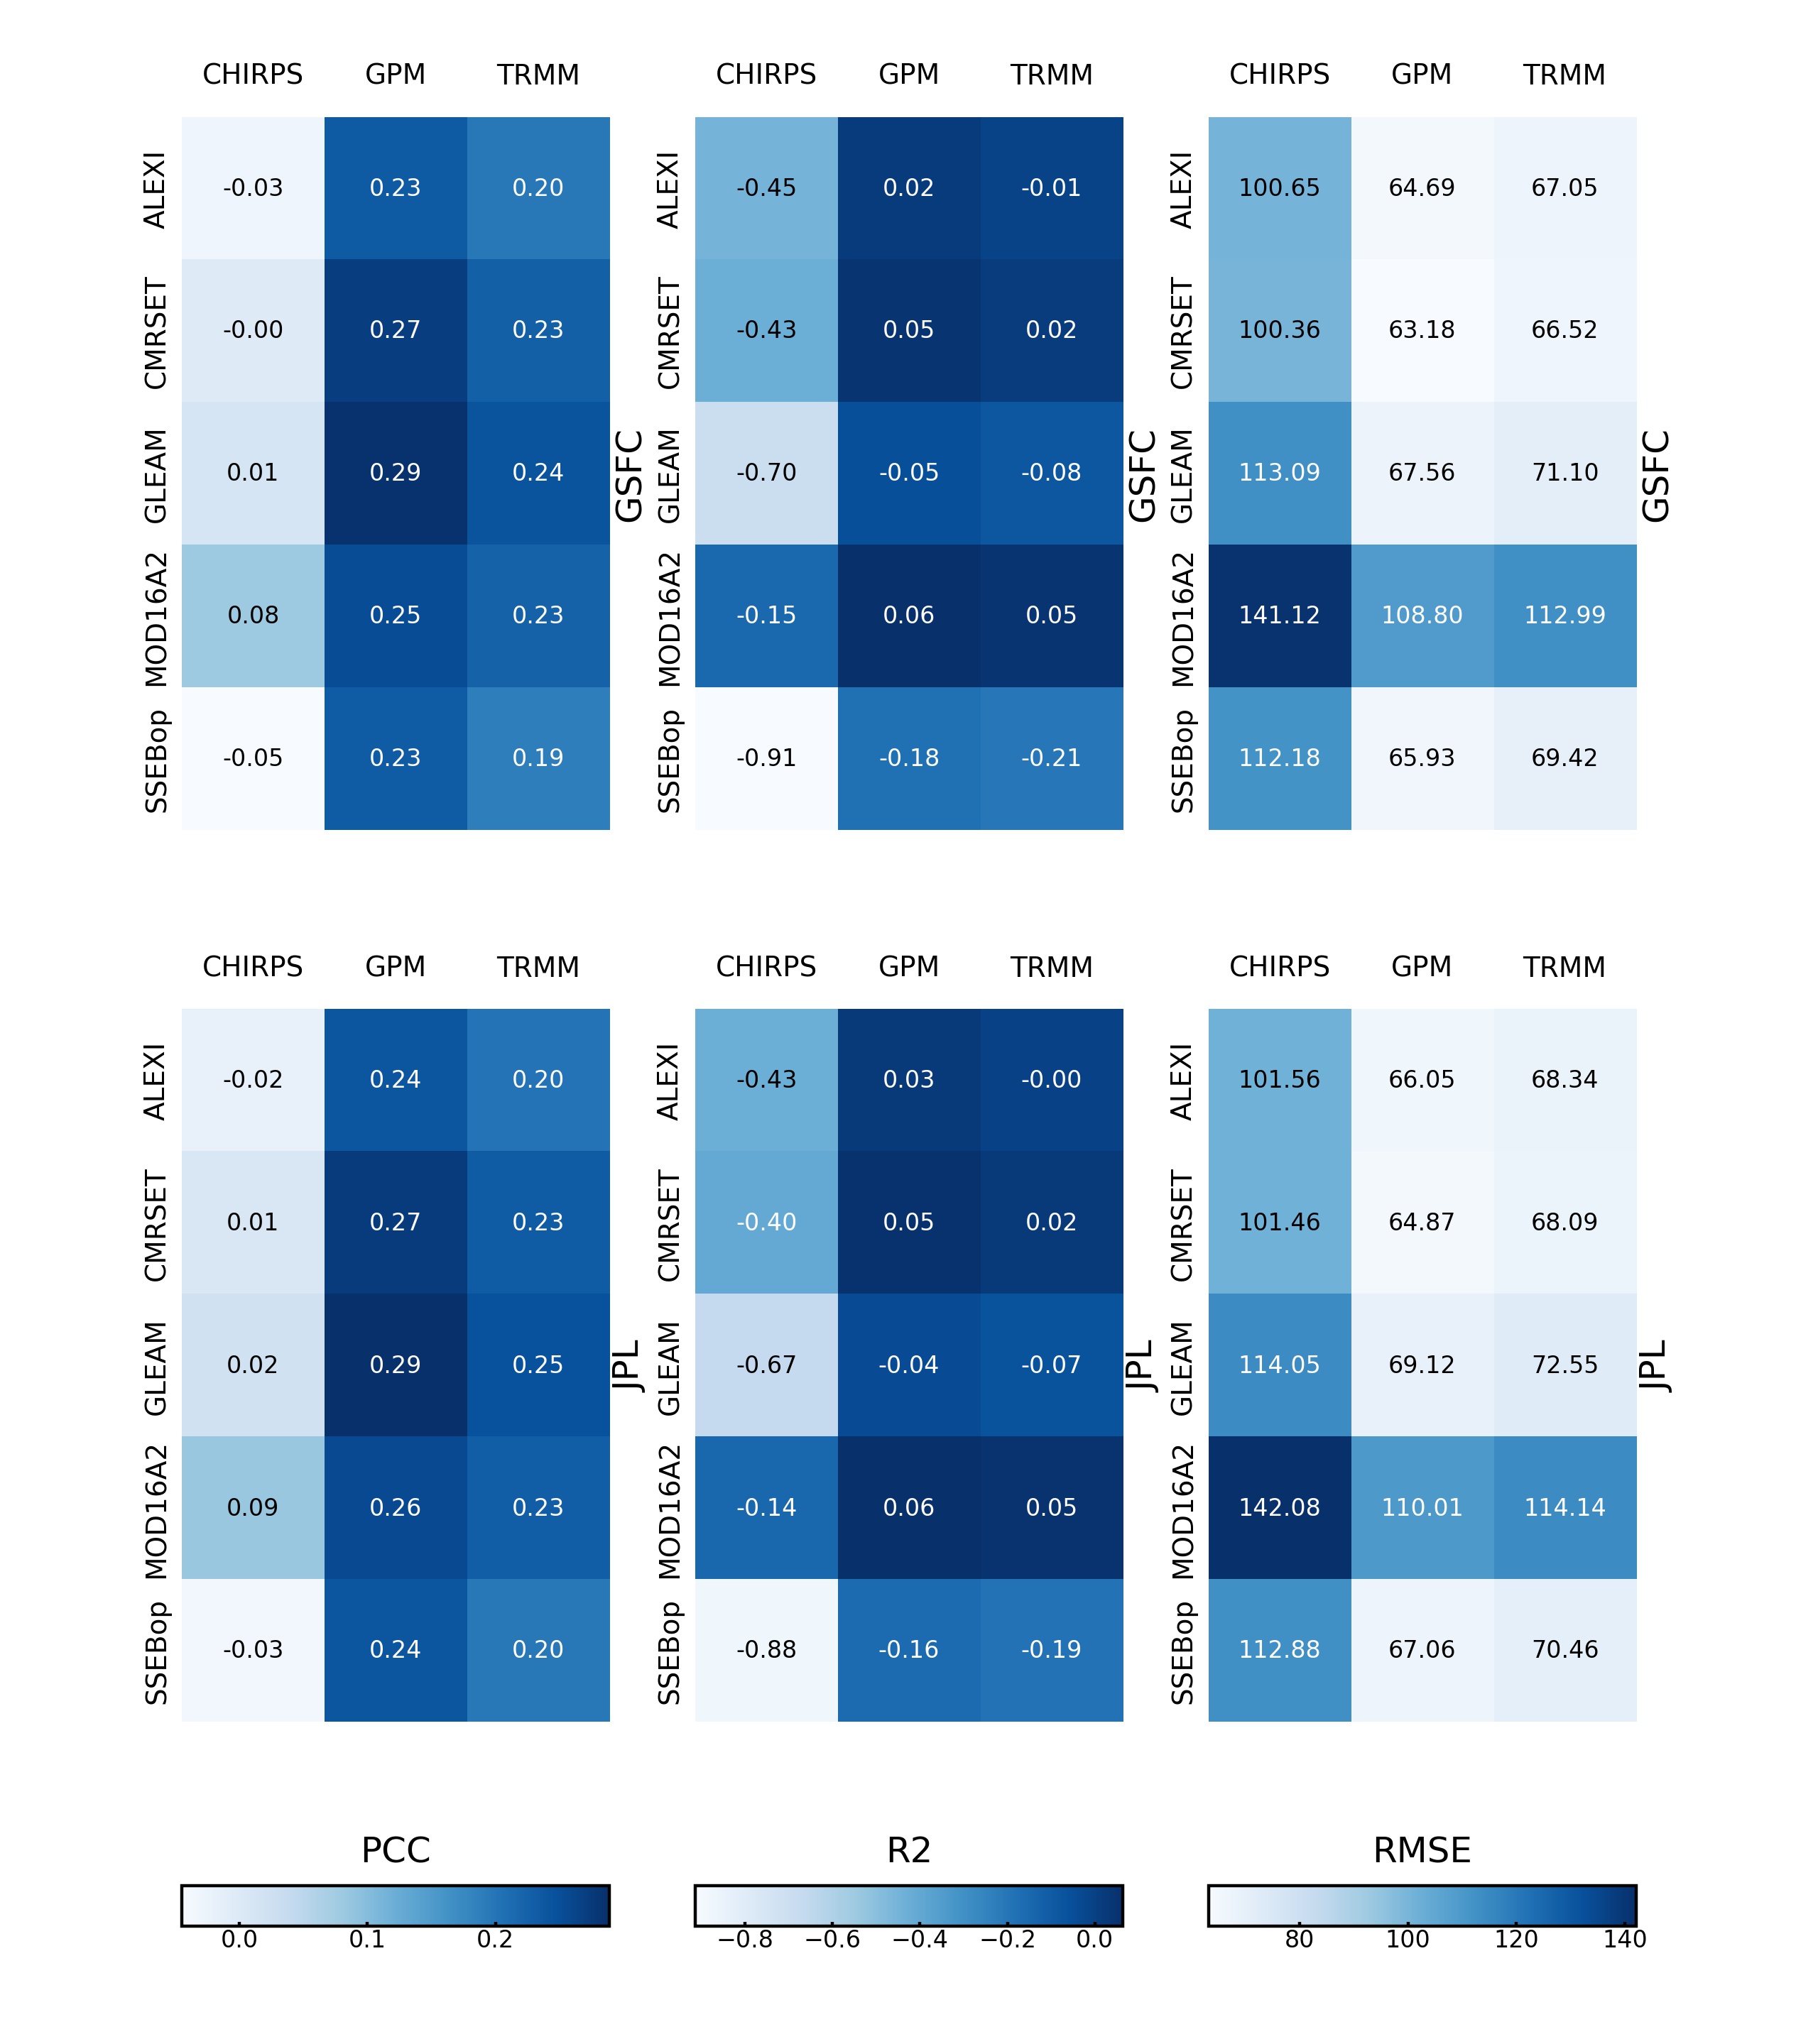 CHIRPS GPM TRMM CHIRPS GPM TRMM CHIRPS GPM TRMM
ALEXI -0.03 0.23 0.20 ALEXI -0.45 0.02 -0.01 ALEXI 100.65 64.69 67.05
CMRSET -0.00 0.27 0.23 CMRSET -0.43 0.05 0.02 CMRSET 100.36 63.18 66.52
GLEAM 0.01 0.29 0.24 GSFC GLEAM -0.70 -0.05 -0.08 GSFC GLEAM 113.09 67.56 71.10 GSFC
MOD16A2 0.08 0.25 0.23 MOD16A2 -0.15 0.06 0.05 MOD16A2 141.12 108.80 112.99
SSEBop -0.05 0.23 0.19 SSEBop -0.91 -0.18 -0.21 SSEBop 112.18 65.93 69.42
CHIRPS GPM TRMM CHIRPS GPM TRMM CHIRPS GPM TRMM
ALEXI -0.02 0.24 0.20 ALEXI -0.43 0.03 -0.00 ALEXI 101.56 66.05 68.34
CMRSET 0.01 0.27 0.23 CMRSET -0.40 0.05 0.02 CMRSET 101.46 64.87 68.09
GLEAM 0.02 0.29 0.25 JPL GLEAM -0.67 -0.04 -0.07 JPL GLEAM 114.05 69.12 72.55 JPL
MOD16A2 0.09 0.26 0.23 MOD16A2 -0.14 0.06 0.05 MOD16A2 142.08 110.01 114.14
SSEBop -0.03 0.24 0.20 SSEBop -0.88 -0.16 -0.19 SSEBop 112.88 67.06 70.46
PCC R2 RMSE
0.0 0.1 0.2 −0.8 −0.6 −0.4 −0.2 0.0 80 100 120 140